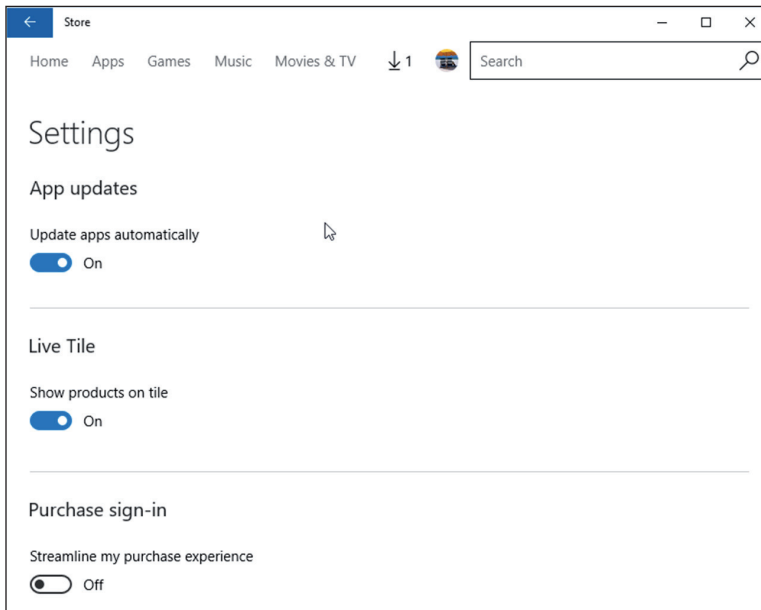 Store
Home Apps Games Music Movies & TV 1 Search
Settings
App updates
Update apps automatically
On
Live Tile
Show products on tile
On
Purchase sign-in
Streamline my purchase experience
Off